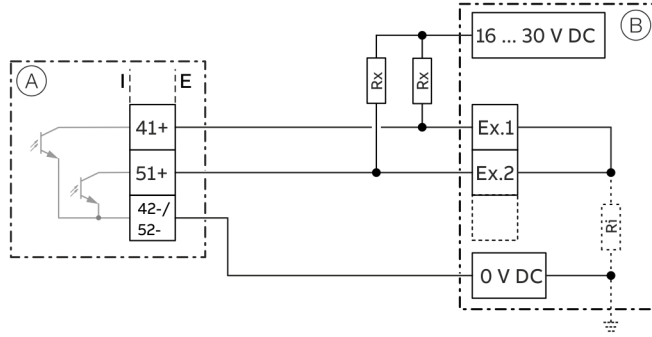 16 ... 30 V DC
B
A
I
E
Rx
Rx
41+
Ex.1
51+
Ex.2
42-/
52-
Ri
0 V DC